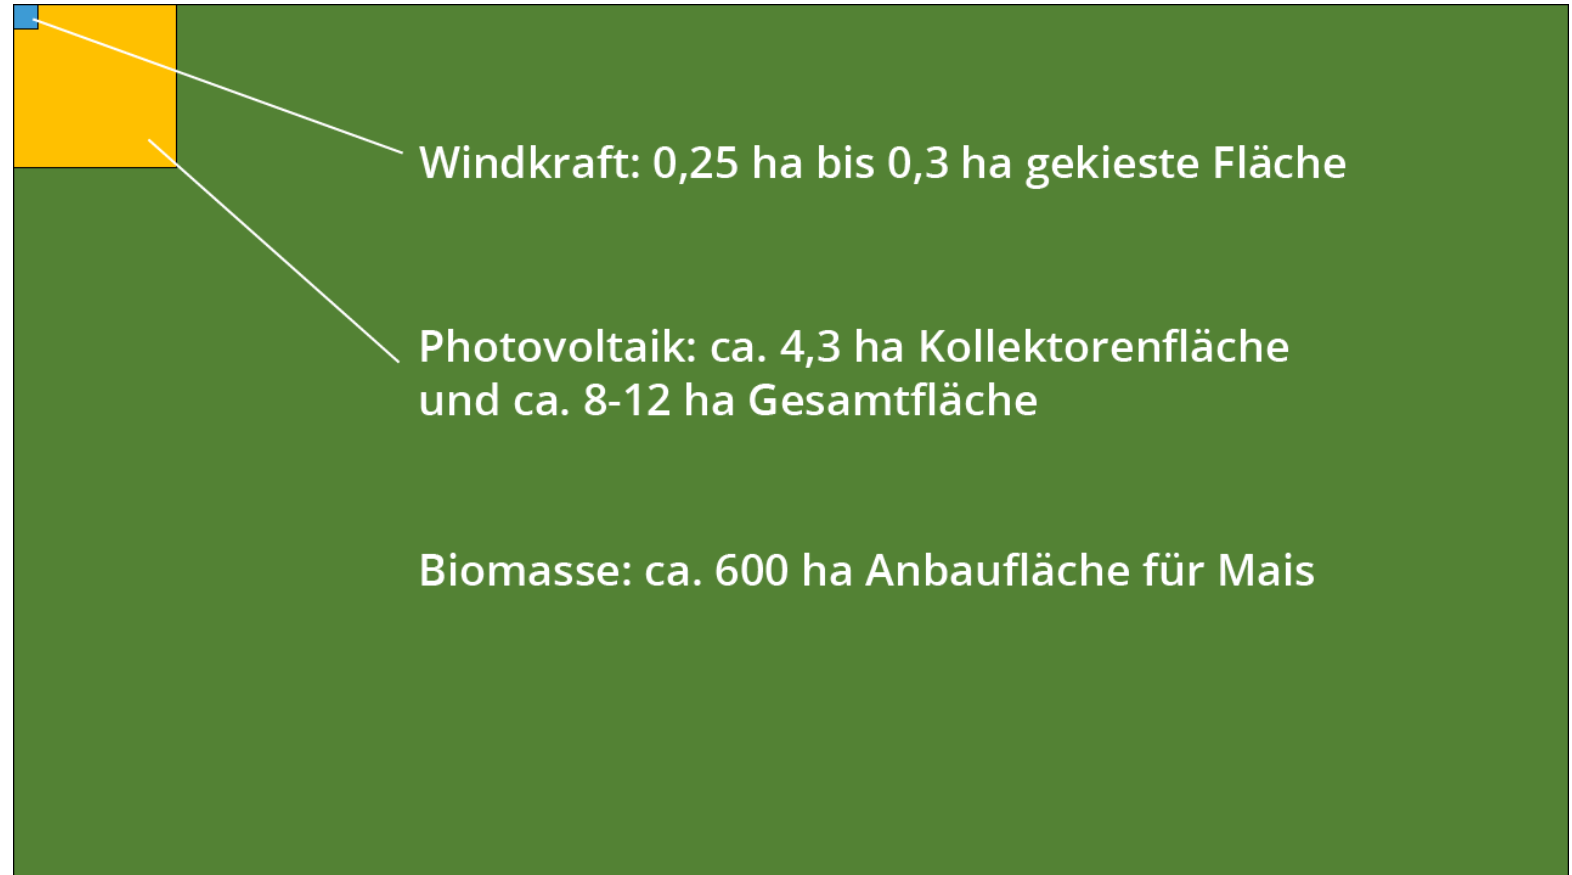 Windkraft: 0,25 ha bis 0,3 ha gekieste Fläche
Photovoltaik: ca. 4,3 ha Kollektorenfläche
und ca. 8-12 ha Gesamtfläche
Biomasse: ca. 600 ha Anbaufläche für Mais